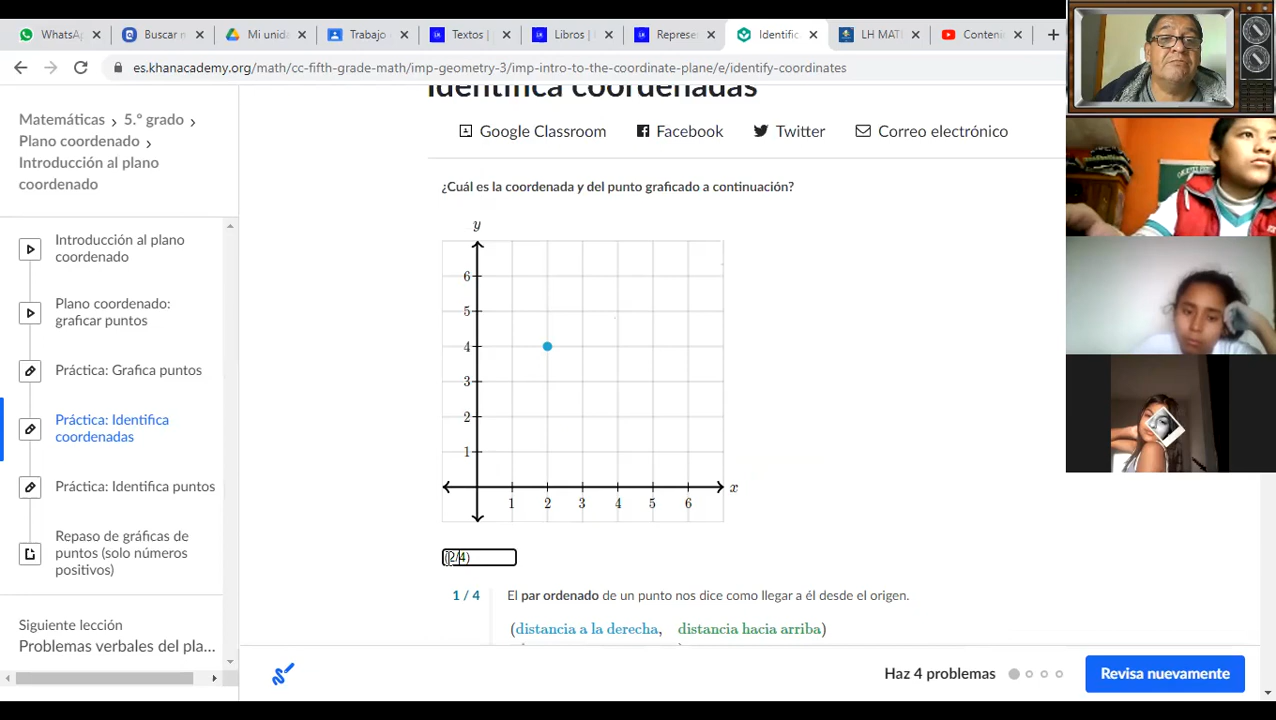 WhatsA
Buscar
Mi unid
Trabajo
Textos |
Libros |
Repres
Identific
LH MAT
Conteni
es.khanacademy.org/math/cc-fifth-grade-math/imp-geometry-3/imp-intro-to-the-coordinate-plane/e/identify-coordinates
Matemáticas > 5.º grado >
Plano coordenado >
Introducción al plano
coordenado
Introducción al plano
coordenado
Plano coordenado:
graficar puntos
Práctica: Grafica puntos
Práctica: Identifica
coordenadas
Práctica: Identifica puntos
Repaso de gráficas de
puntos (solo números
positivos)
Siguiente lección
Problemas verbales del pla...
Identifica coordenadas
Google Classroom
Facebook
Twitter
Correo electrónico
¿Cuál es la coordenada y del punto graficado a continuación?
y
6
5
4
3
2
1
1 2 3 4 5 6
x
(2/4)
1 / 4 El par ordenado de un punto nos dice como llegar a él desde el origen.
(distancia a la derecha, distancia hacia arriba)
Haz 4 problemas
Revisa nuevamente